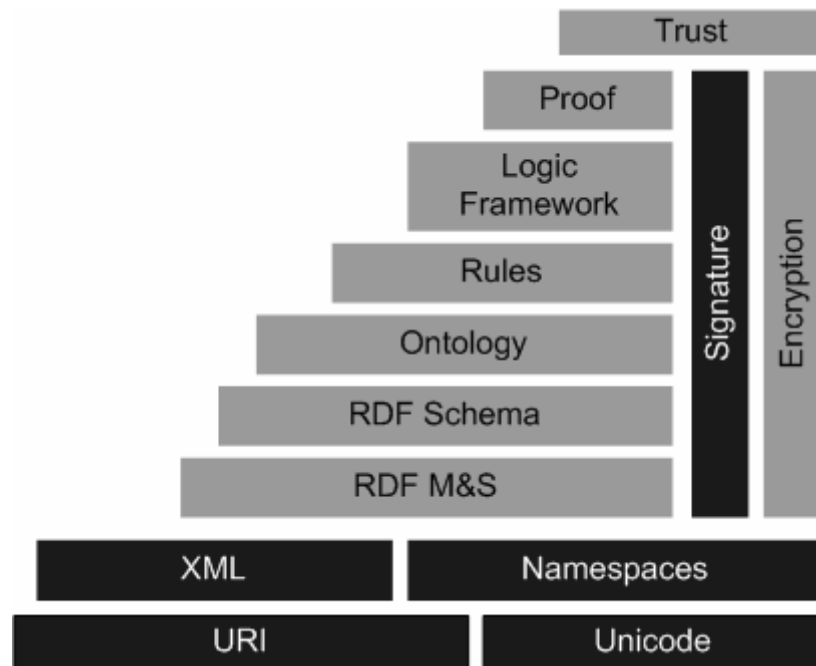 Trust
Proof
Logic
Framework
Rules
Ontology
RDF Schema
RDF M&S
Signature
Encryption
XML
Namespaces
URI
Unicode